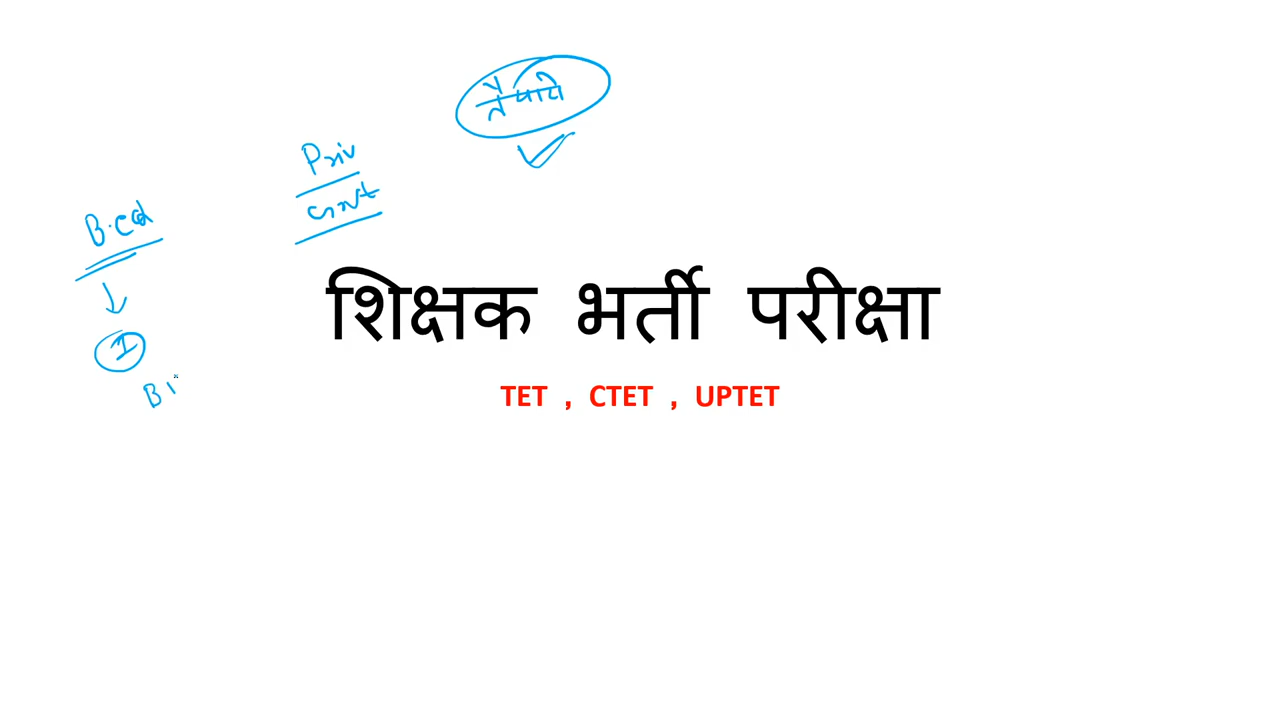 तैयारी
Priv
Govt
B.ed
I
B i
शिक्षक भर्ती परीक्षा
TET , CTET , UPTET